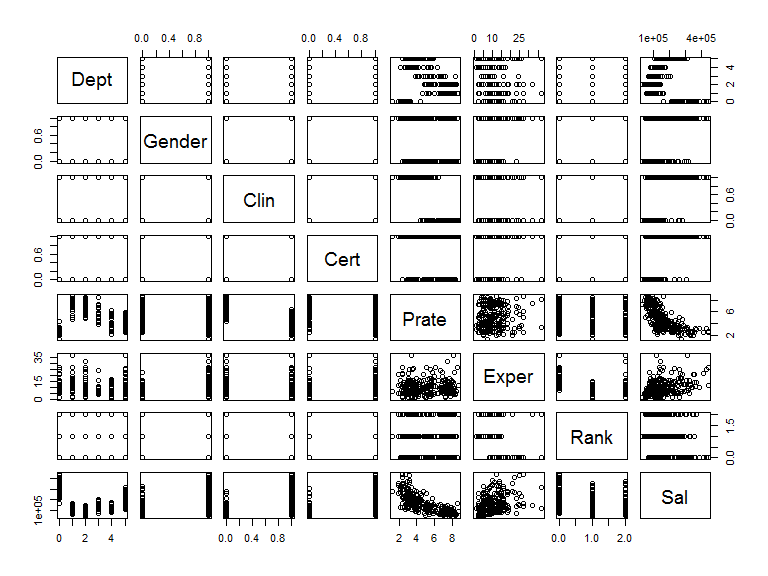 0.0 0.4 0.8 0.0 0.4 0.8 0 10 25 1e+05 4e+05
Dept 0 2 4
0.0 0.6 Gender
Clin 0.0 0.6
0.0 0.6 Cert
Prate 2 6
0 15 35 Exper
Rank 0.0 1.5
1e+05 Sal
0 2 4 0.0 0.4 0.8 2 4 6 8 0.0 1.0 2.0